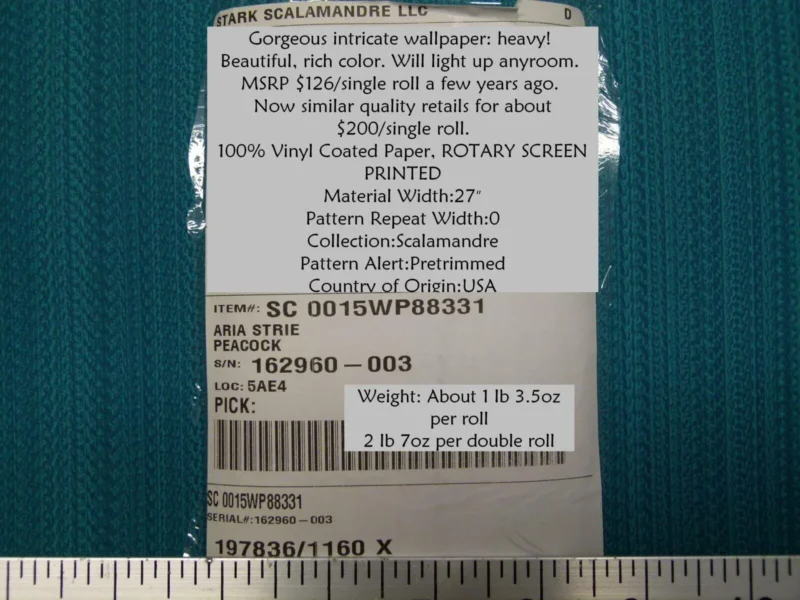 STARK SCALAMANDRE LLC D
Gorgeous intricate wallpaper: heavy!
Beautiful, rich color. Will light up anyroom.
MSRP $126/single roll a few years ago.
Now similar quality retails for about
$200/single roll.
100% Vinyl Coated Paper, ROTARY SCREEN
PRINTED
Material Width:27"
Pattern Repeat Width:0
Collection:Scalamandre
Pattern Alert:Pretrimmed
Country of Origin:USA
ITEM#: SC 0015WP88331
ARIA STRIE
PEACOCK
S/N: 162960-003
LOC: 5AE4
PICK:
Weight: About 1 lb 3.5oz
per roll
2 lb 7oz per double roll
SC 0015WP88331
SERIAL#:162960-003
197836/1160 X